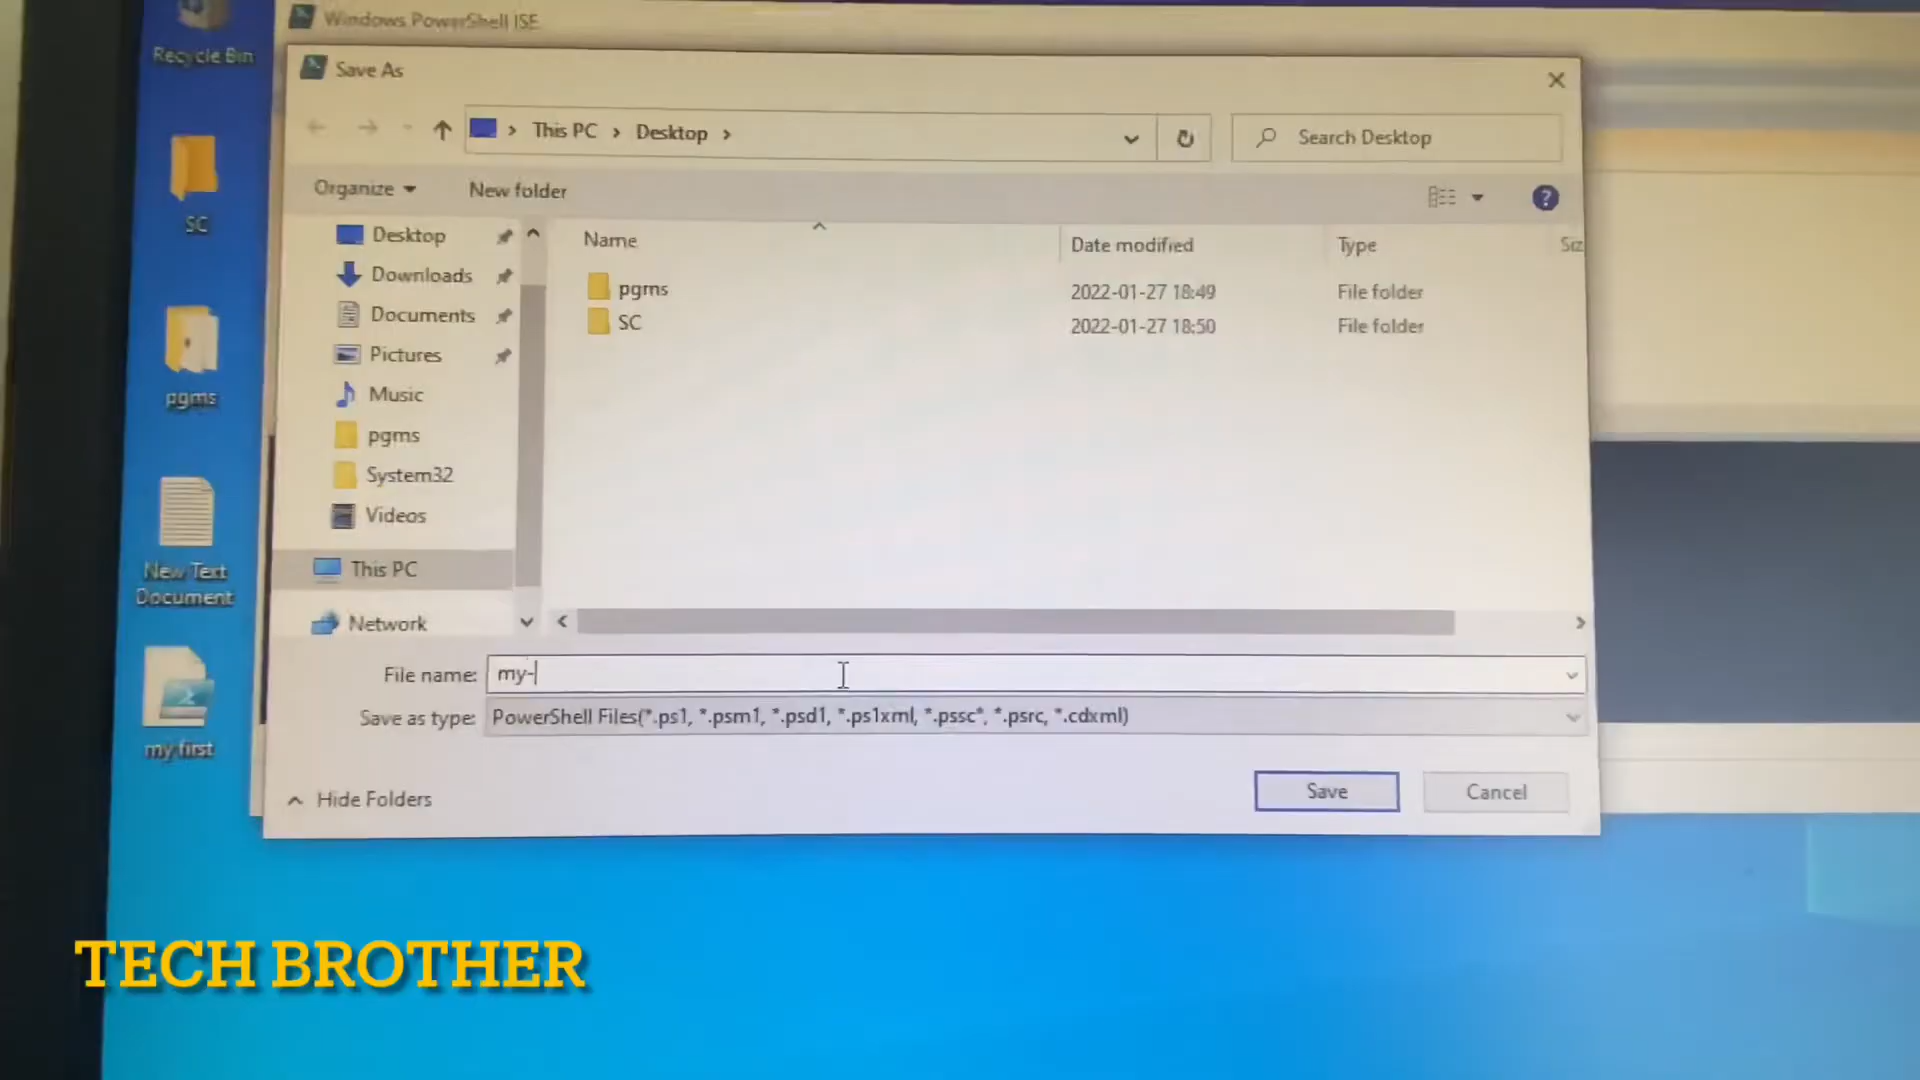 Windows PowerShell ISE
Recycle Bin
Save As
This PC > Desktop >
Search Desktop
Organize
New folder
SC
Desktop
Downloads
Documents
Pictures
Music
pgms
System32
Videos
This PC
Network
Name
Date modified
Type
Siz
pgms
2022-01-27 18:49
File folder
SC
2022-01-27 18:50
File folder
pgms
New Text
Document
my first
File name: my-
Save as type: PowerShell Files(*.ps1, *.psm1, *.psd1, *.ps1xml, *.pssc*, *.psrc, *.cdxml)
Hide Folders
Save
Cancel
TECH BROTHER